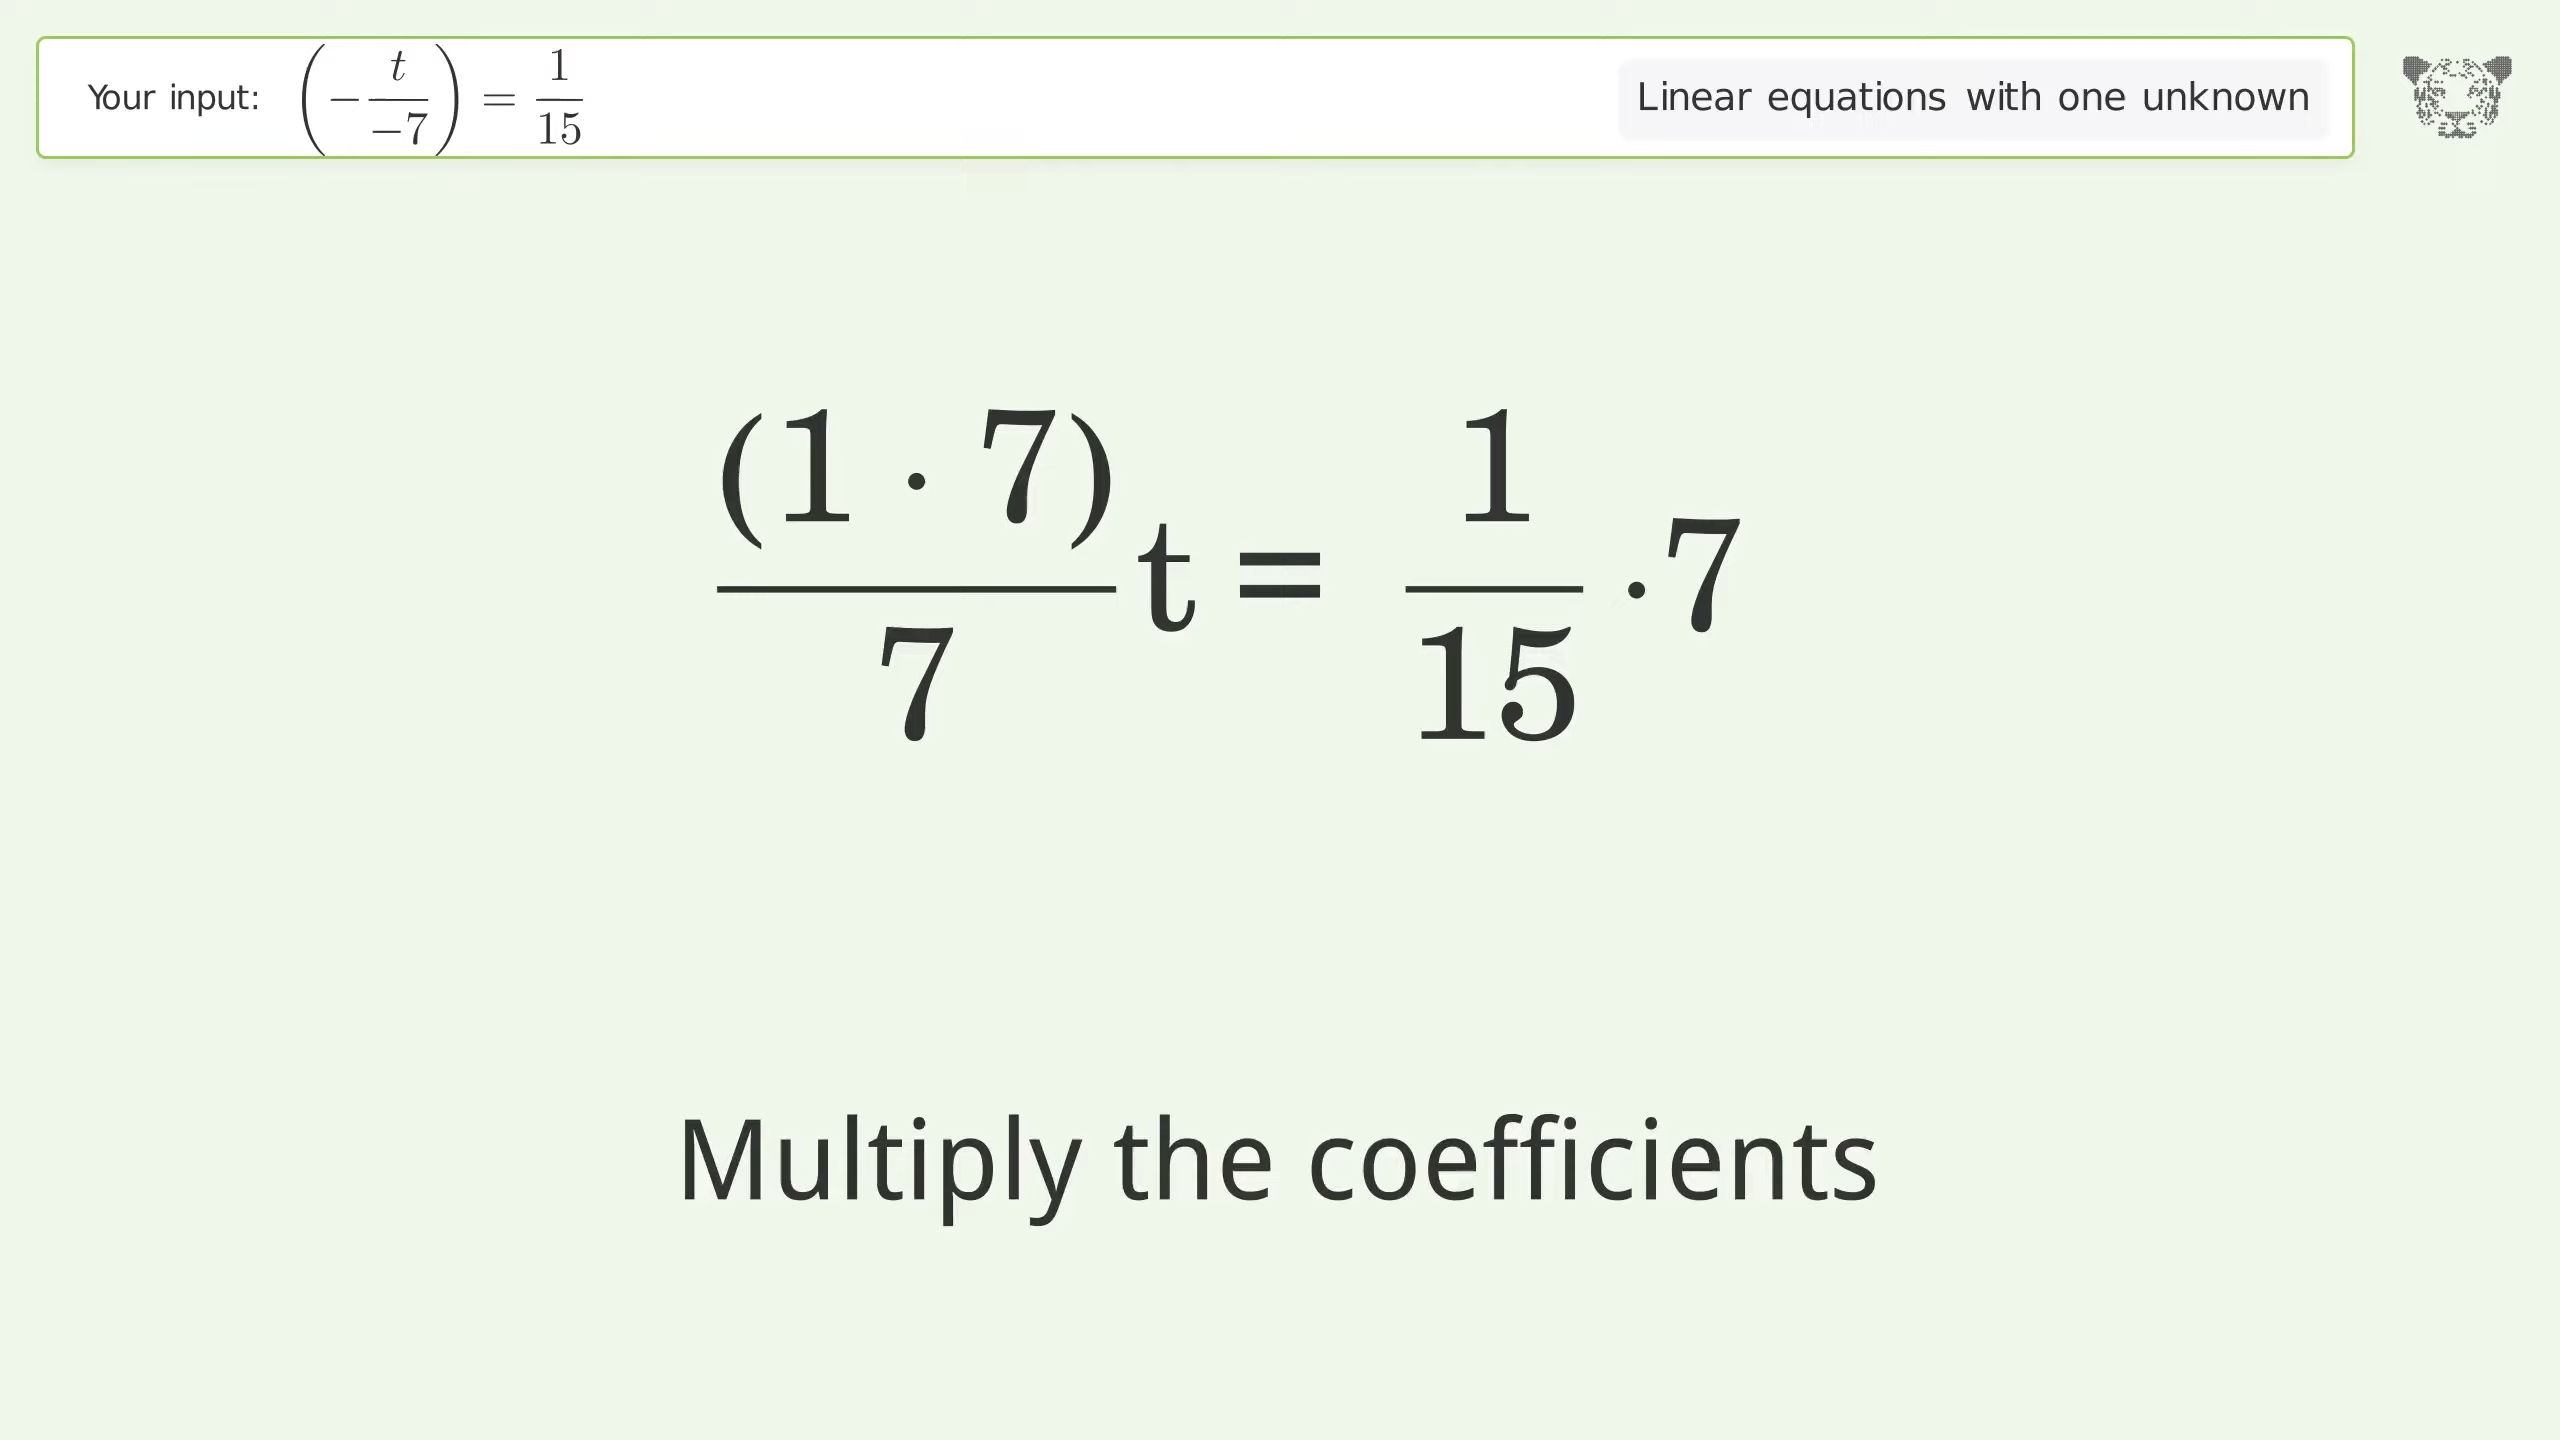 Your input: (−t/−7) = 1/15
Linear equations with one unknown
(1 · 7)/7 t = 1/15 · 7
Multiply the coefficients